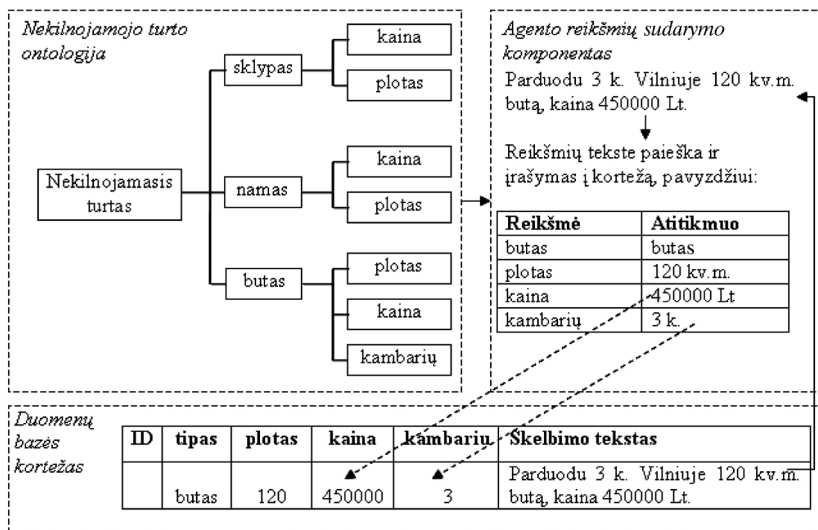 Nekilnojamojo turto
ontologija
Nekilnojamasis
turtas
sklypas
kaina
plotas
namas
kaina
plotas
butas
plotas
kaina
kambarių
Agento reikšmių sudarymo
komponentas
Parduodu 3 k. Vilniuje 120 kv.m.
butą, kaina 450000 Lt.
Reikšmių tekste paieška ir
įrašymas į kortežą, pavyzdžiui:
Reikšmė Atitikmuo
butas butas
plotas 120 kv.m.
kaina 450000 Lt
kambarių 3 k.
Duomenų
bazės
kortežas
ID tipas plotas kaina kambariu Skelbimo tekstas
Parduodu 3 k. Vilniuje 120 kv.m.
butas 120 450000 3 butą, kaina 450000 Lt.